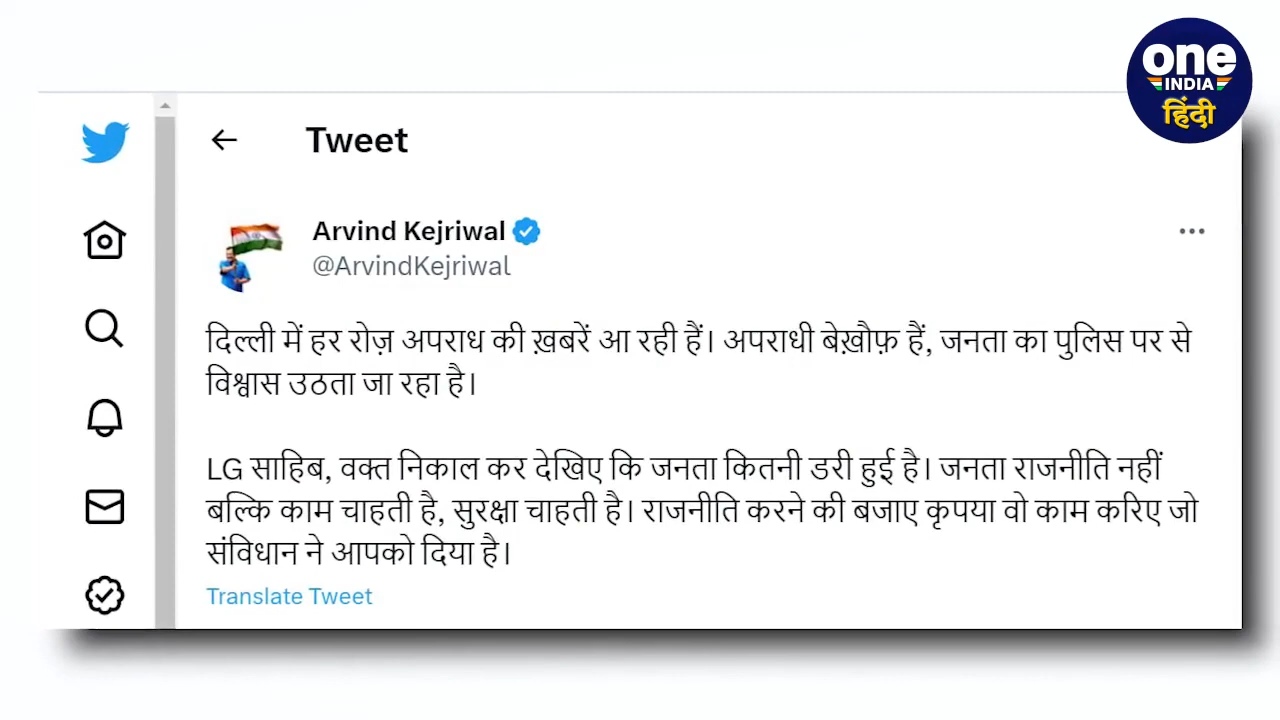 one
INDIA
हिंदी
Tweet
Arvind Kejriwal
@ArvindKejriwal
दिल्ली में हर रोज़ अपराध की ख़बरें आ रही हैं। अपराधी बेख़ौफ़ हैं, जनता का पुलिस पर से
विश्वास उठता जा रहा है।
LG साहिब, वक्त निकाल कर देखिए कि जनता कितनी डरी हुई है। जनता राजनीति नहीं
बल्कि काम चाहती है, सुरक्षा चाहती है। राजनीति करने की बजाए कृपया वो काम करिए जो
संविधान ने आपको दिया है।
Translate Tweet